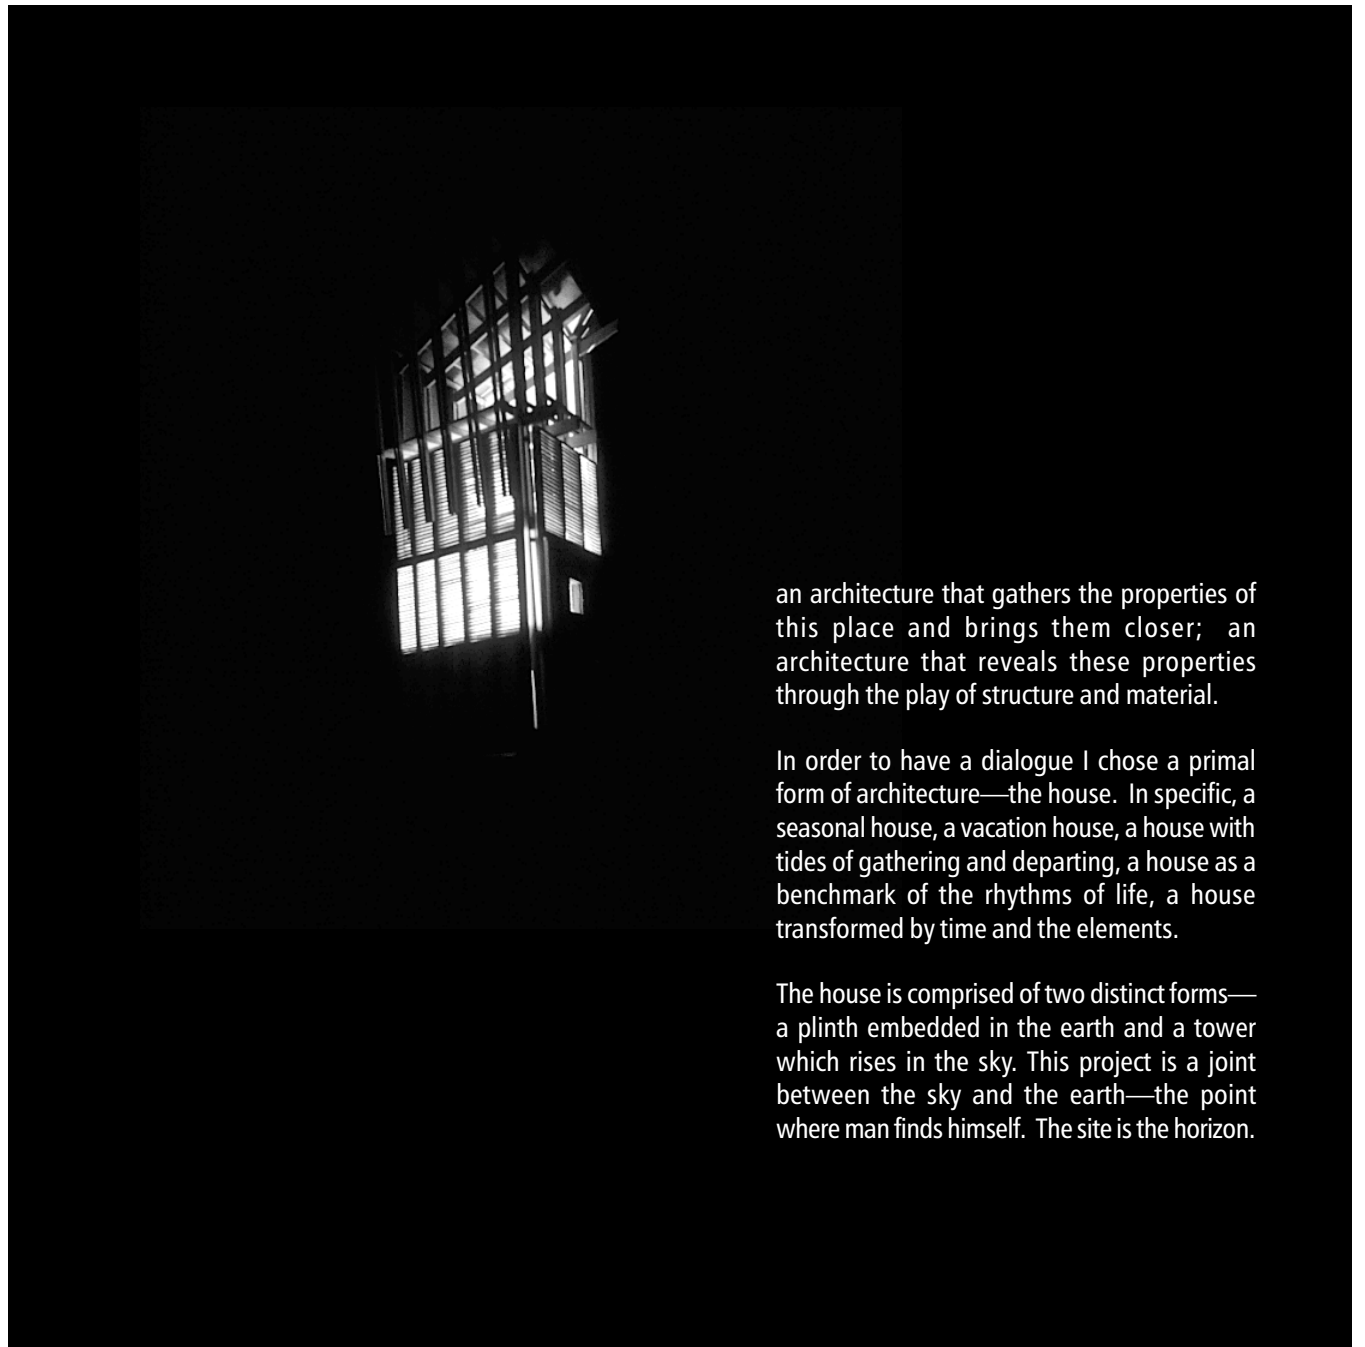 an architecture that gathers the properties of
this place and brings them closer; an
architecture that reveals these properties
through the play of structure and material.
In order to have a dialogue I chose a primal
form of architecture—the house. In specific, a
seasonal house, a vacation house, a house with
tides of gathering and departing, a house as a
benchmark of the rhythms of life, a house
transformed by time and the elements.
The house is comprised of two distinct forms—
a plinth embedded in the earth and a tower
which rises in the sky. This project is a joint
between the sky and the earth—the point
where man finds himself. The site is the horizon.